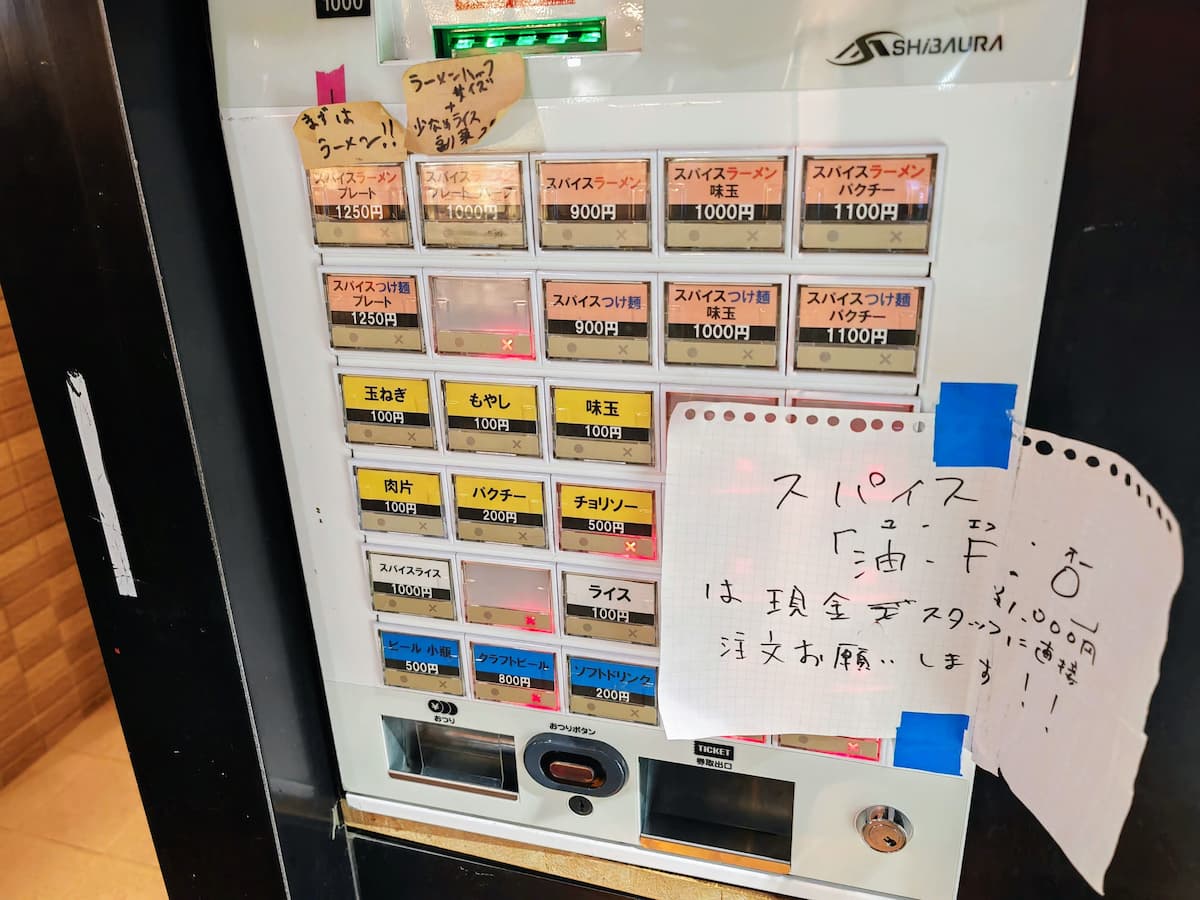 1000
SHIBAURA
まずは
ラーメン!!
ラーメンハーフ
サイズ
+
少なめライス
副菜
スパイスラーメン
プレート
1250円
スパイスラーメン
プレート ハーフ
1000円
スパイスラーメン
900円
スパイスラーメン
味玉
1000円
スパイスラーメン
パクチー
1100円
スパイスつけ麺
プレート
1250円
スパイスつけ麺
900円
スパイスつけ麺
味玉
1000円
スパイスつけ麺
パクチー
1100円
玉ねぎ
100円
もやし
100円
味玉
100円
肉片
100円
パクチー
200円
チョリソー
500円
スパイスライス
1000円
ライス
100円
ビール 小瓶
500円
クラフトビール
800円
ソフトドリンク
200円
スパイス
「油-F.
¥1,000円
は現金でスタッフに直接
注文お願いします!!
おつり
おつりボタン
TICKET
券取出口